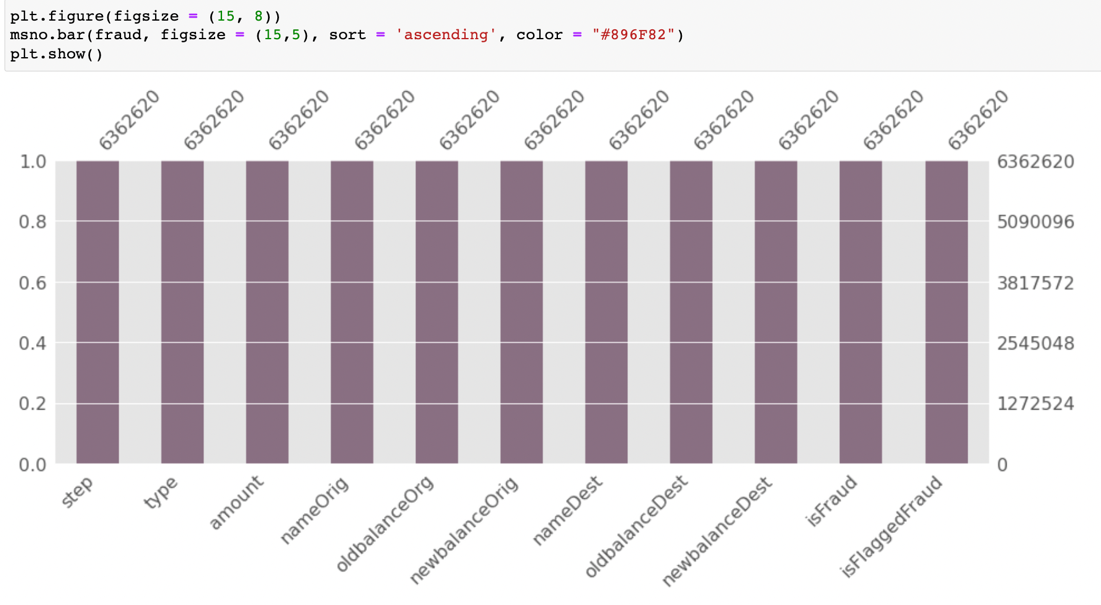 plt.figure(figsize = (15, 8))
msno.bar(fraud, figsize = (15,5), sort = 'ascending', color = "#896F82")
plt.show()
6362620 6362620 6362620 6362620 6362620 6362620 6362620 6362620 6362620 6362620 6362620
1.0 6362620
0.8 5090096
0.6 3817572
0.4 2545048
0.2 1272524
0.0 0
step type amount nameOrig oldbalanceOrg newbalanceOrig nameDest oldbalanceDest newbalanceDest isFraud isFlaggedFraud